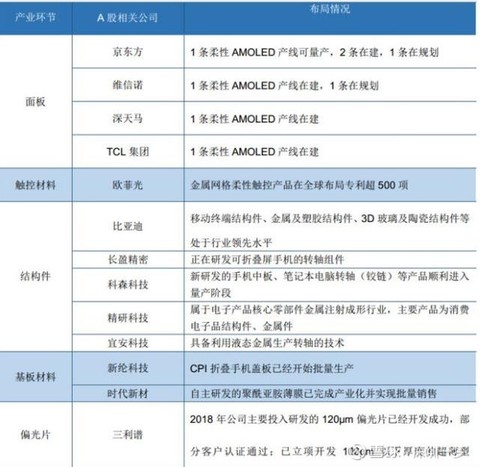 产业环节 A 股相关公司 布局情况
京东方 1 条柔性 AMOLED 产线可量产，2 条在建，1 条在规划
维信诺 1 条柔性 AMOLED 产线在建，1 条在规划
面板
深天马 1 条柔性 AMOLED 产线在建
TCL 集团 1 条柔性 AMOLED 产线在建
触控材料 欧菲光 金属网格柔性触控产品在全球布局专利超 500 项
比亚迪 移动终端结构件、金属及塑胶结构件、3D 玻璃及陶瓷结构件等
处于行业领先水平
长盈精密 正在研发可折叠屏手机的转轴组件
结构件
科森科技 新研发的手机中板、笔记本电脑转轴（铰链）等产品顺利进入
量产阶段
精研科技 属于电子产品核心零部件金属注射成形行业，主要产品为消费
电子品结构件、金属件
宜安科技 具备利用液态金属生产转轴的技术
基板材料
新纶科技 CPI 折叠手机盖板已经开始批量生产
时代新材 自主研发的聚酰亚胺薄膜已完成产业化并实现批量销售
偏光片 三利谱 2018 年公司主要投入研发的 120μm 偏光片已经开发成功，部
分客户认证通过；已立项开发 100μm 以下厚度的超薄型